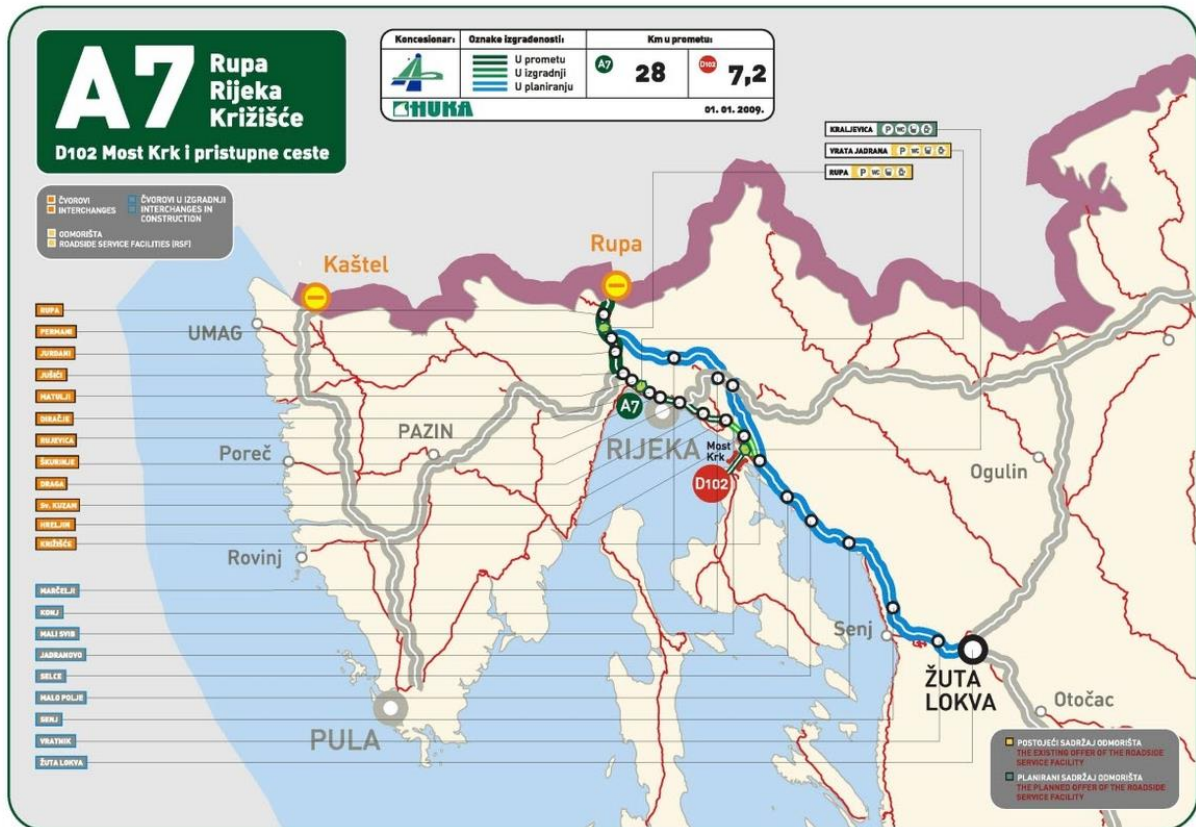 A7
Rupa
Rijeka
Križišće
D102 Most Krk i pristupne ceste
Koncesionar:
Oznake izgrađenosti:
Km u prometu:
U prometu
U izgradnji
U planiranju
A7
28
D102
7,2
HUKA
01. 01. 2009.
ČVOROVI
INTERCHANGES
ČVOROVI U IZGRADNJI
INTERCHANGES IN
CONSTRUCTION
ODMORIŠTA
ROADSIDE SERVICE FACILITIES (RSF)
KRALJEVICA P WC
VRATA JADRANA P WC
RUPA P WC
Kaštel
Rupa
RUPA
PERMANI
JURDANI
JUŠIĆI
MATULJI
DIRAČJE
RUJEVICA
ŠKURINJE
DRAGA
Sv. KUZAM
HRELJIN
KRIŽIŠĆE
MARČELJI
KONJ
MALI SVIB
JADRANOVO
SELCE
MALO POLJE
SENJ
VRATNIK
ŽUTA LOKVA
UMAG
Poreč
PAZIN
Rovinj
PULA
A7
RIJEKA
Most
Krk
D102
Ogulin
Senj
ŽUTA
LOKVA
Otočac
POSTOJEĆI SADRŽAJ ODMORIŠTA
THE EXISTING OFFER OF THE ROADSIDE
SERVICE FACILITY
PLANIRANI SADRŽAJ ODMORIŠTA
THE PLANNED OFFER OF THE ROADSIDE
SERVICE FACILITY